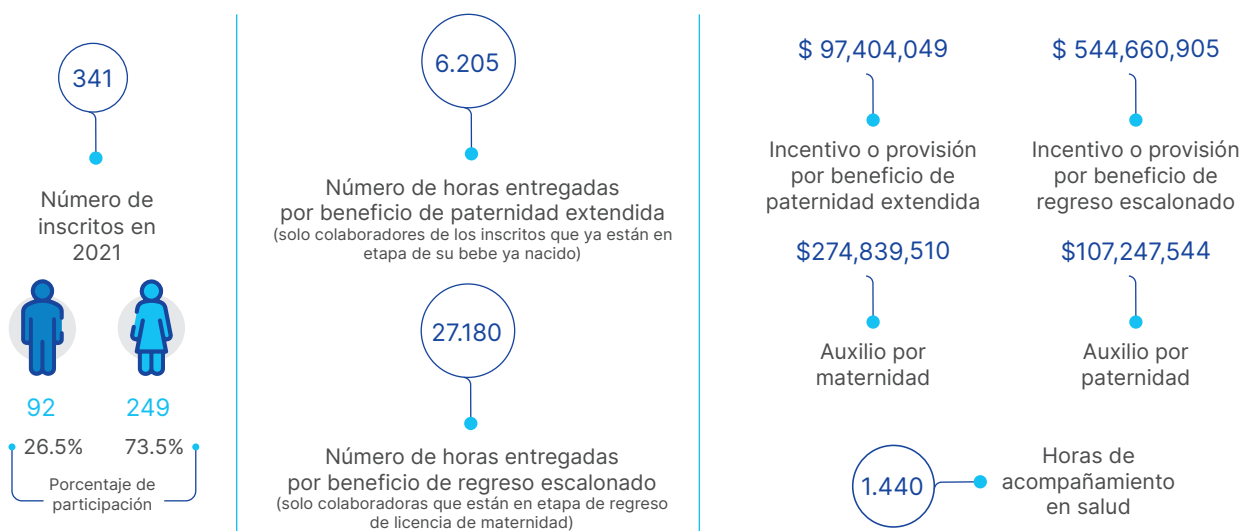 341
Número de
inscritos en
2021
92
249
26.5%
73.5%
Porcentaje de
participación
6.205
Número de horas entregadas
por beneficio de paternidad extendida
(solo colaboradores de los inscritos que ya están en
etapa de su bebe ya nacido)
27.180
Número de horas entregadas
por beneficio de regreso escalonado
(solo colaboradoras que están en etapa de regreso
de licencia de maternidad)
$ 97,404,049
Incentivo o provisión
por beneficio de
paternidad extendida
$ 544,660,905
Incentivo o provisión
por beneficio de
regreso escalonado
$274,839,510
Auxilio por
maternidad
$107,247,544
Auxilio por
paternidad
1.440
Horas de
acompañamiento
en salud